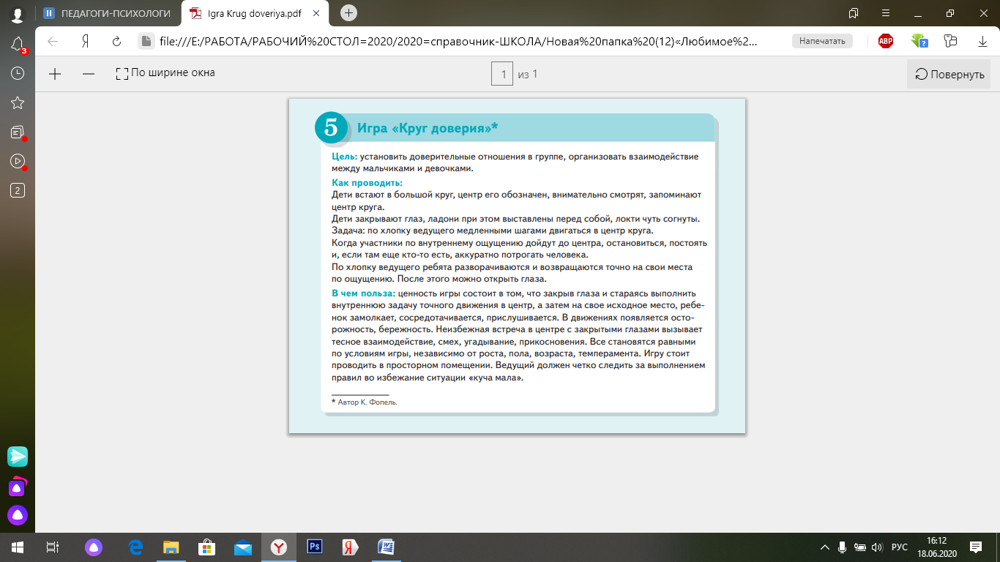 ПЕДАГОГИ-ПСИХОЛОГИ
Igra Krug doveriya.pdf
3
Я
file:///E:/РАБОТА/РАБОЧИЙ%20СТОЛ=2020/2020=справочник-ШКОЛА/Новая%20папка%20(12)«Любимое%2...
Напечатать
ABP
?
По ширине окна
1 из 1
Повернуть
2
5
Игра «Круг доверия»*
Цель: установить доверительные отношения в группе, организовать взаимодействие
между мальчиками и девочками.
Как проводить:
Дети встают в большой круг, центр его обозначен, внимательно смотрят, запоминают
центр круга.
Дети закрывают глаз, ладони при этом выставлены перед собой, локти чуть согнуты.
Задача: по хлопку ведущего медленными шагами двигаться в центр круга.
Когда участники по внутреннему ощущению дойдут до центра, остановиться, постоять
и, если там еще кто-то есть, аккуратно потрогать человека.
По хлопку ведущего ребята разворачиваются и возвращаются точно на свои места
по ощущению. После этого можно открыть глаза.
В чем польза: ценность игры состоит в том, что закрыв глаза и стараясь выполнить
внутреннюю задачу точного движения в центр, а затем на свое исходное место, ребе-
нок замолкает, сосредотачивается, прислушивается. В движениях появляется осто-
рожность, бережность. Неизбежная встреча в центре с закрытыми глазами вызывает
тесное взаимодействие, смех, угадывание, прикосновения. Все становятся равными
по условиям игры, независимо от роста, пола, возраста, темперамента. Игру стоит
проводить в просторном помещении. Ведущий должен четко следить за выполнением
правил во избежание ситуации «куча мала».
* Автор К. Фопель.
Y
Ps
Я
W
РУС
16:12
18.06.2020